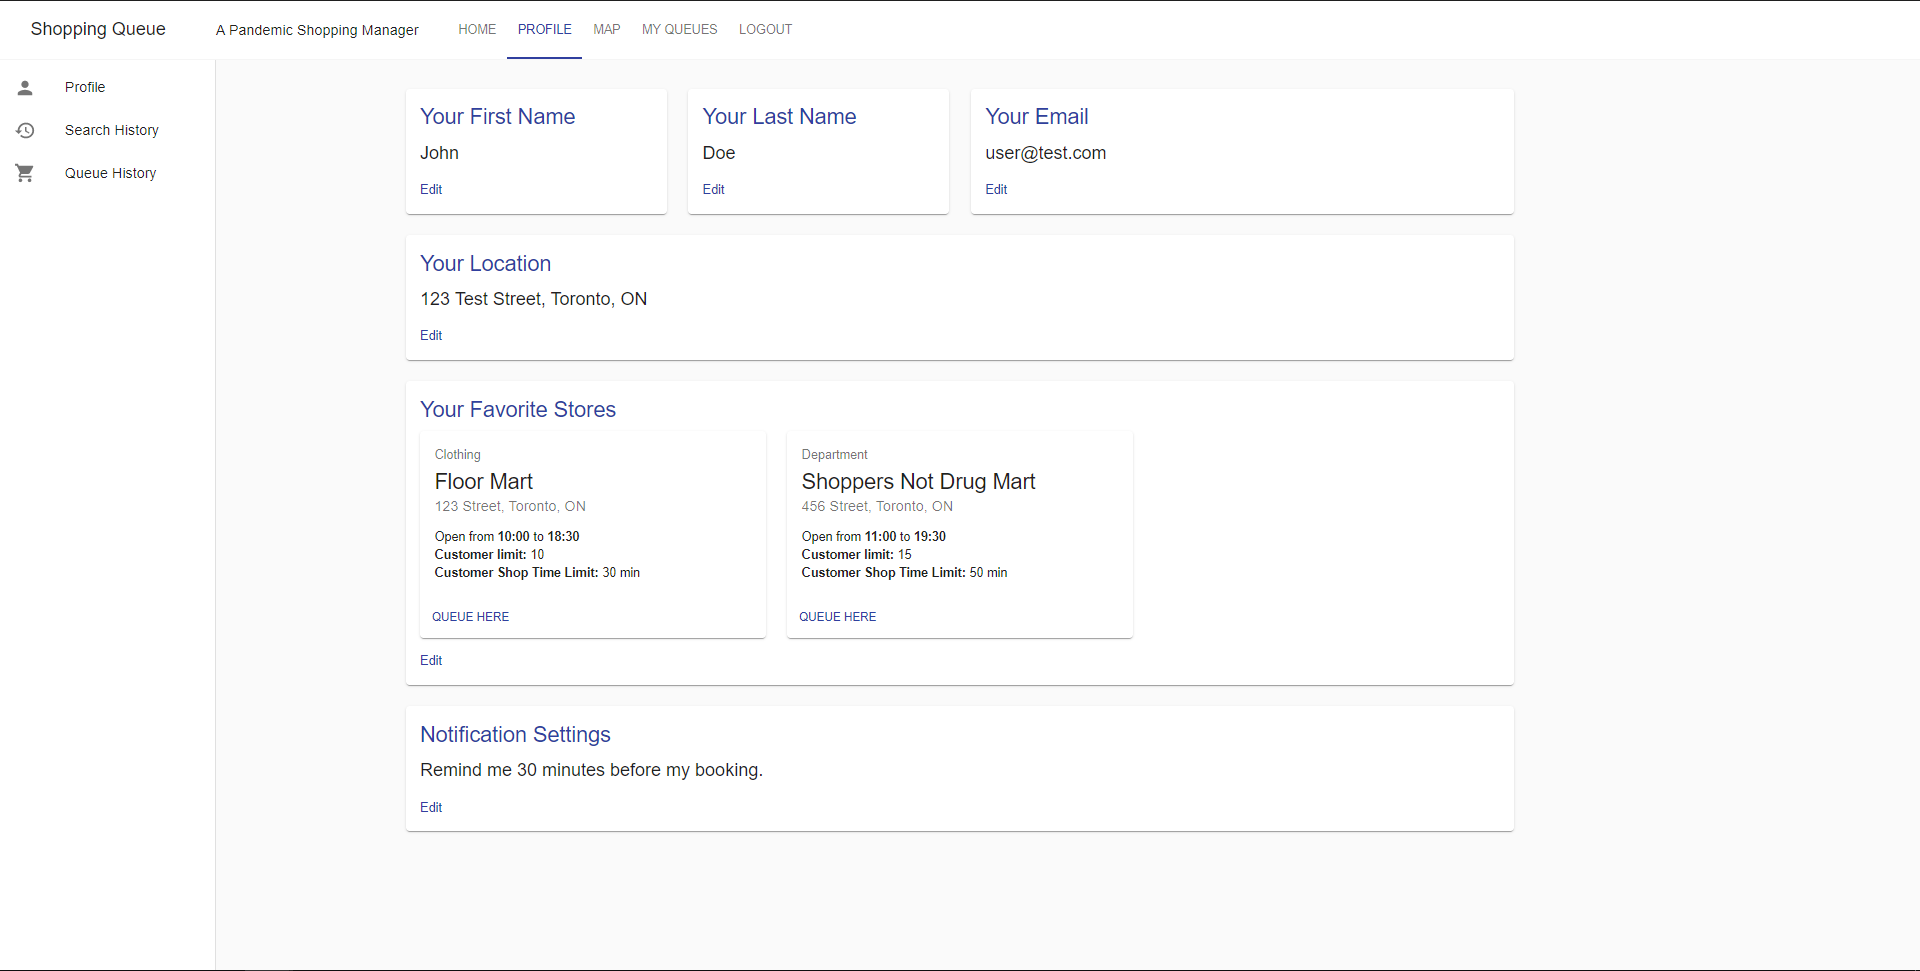 Shopping Queue
A Pandemic Shopping Manager
HOME
PROFILE
MAP
MY QUEUES
LOGOUT
Profile
Search History
Queue History
Your First Name
John
Edit
Your Last Name
Doe
Edit
Your Email
user@test.com
Edit
Your Location
123 Test Street, Toronto, ON
Edit
Your Favorite Stores
Clothing
Floor Mart
123 Street, Toronto, ON
Open from 10:00 to 18:30
Customer limit: 10
Customer Shop Time Limit: 30 min
QUEUE HERE
Department
Shoppers Not Drug Mart
456 Street, Toronto, ON
Open from 11:00 to 19:30
Customer limit: 15
Customer Shop Time Limit: 50 min
QUEUE HERE
Edit
Notification Settings
Remind me 30 minutes before my booking.
Edit